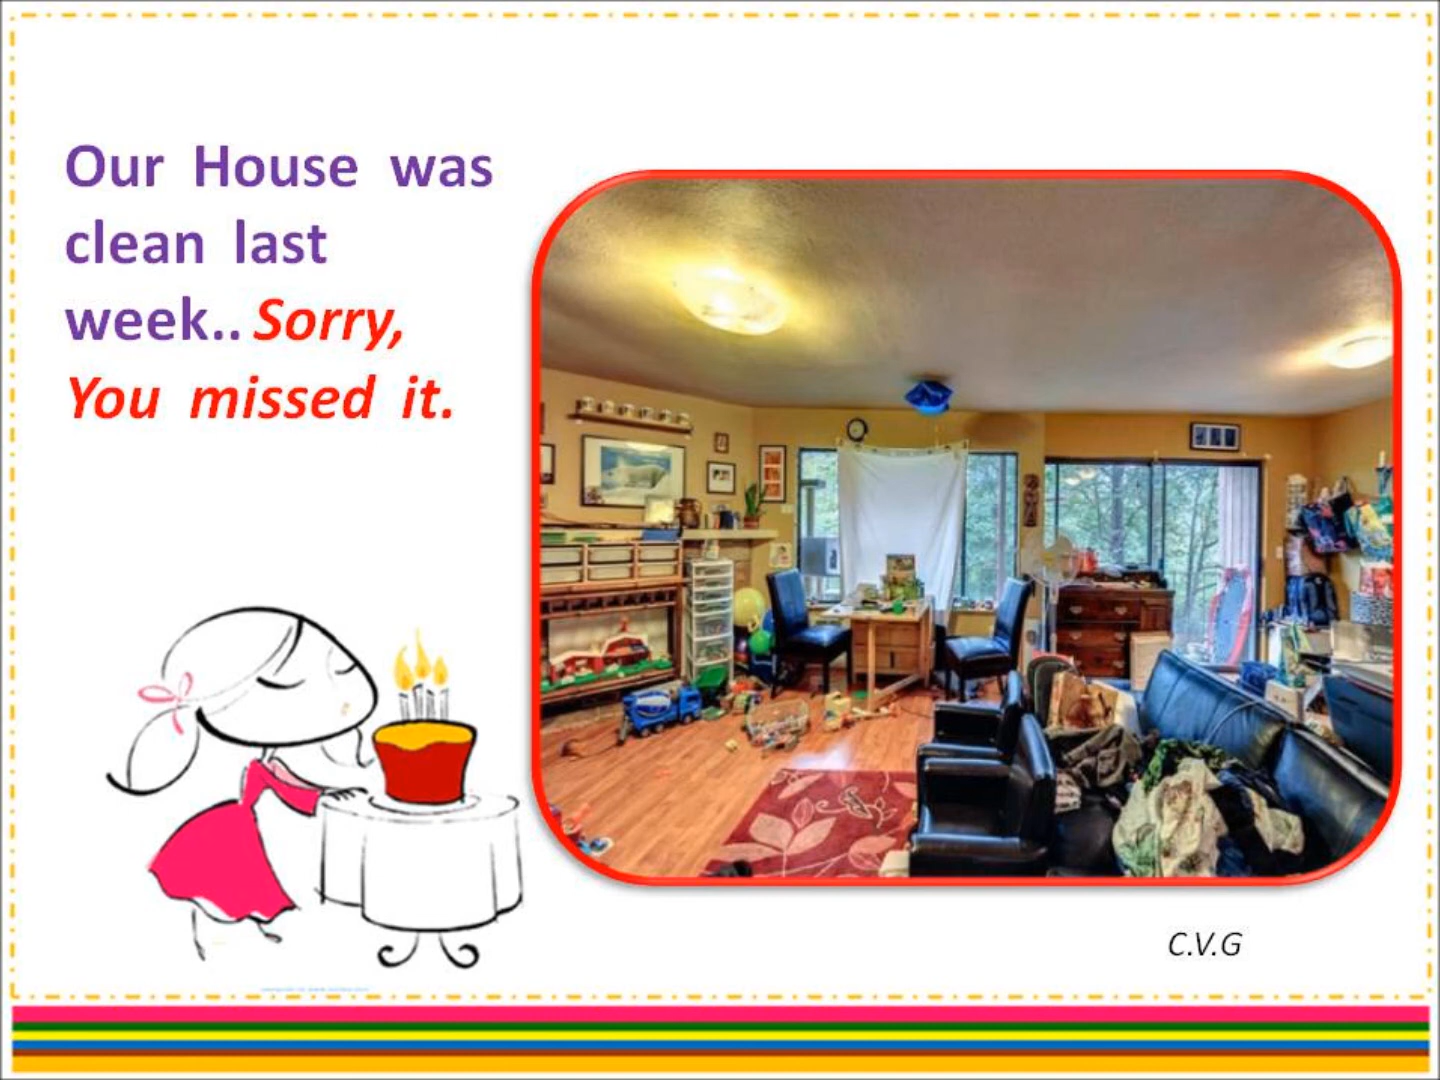 Our House was
clean last
week.. Sorry,
You missed it.
C.V.G